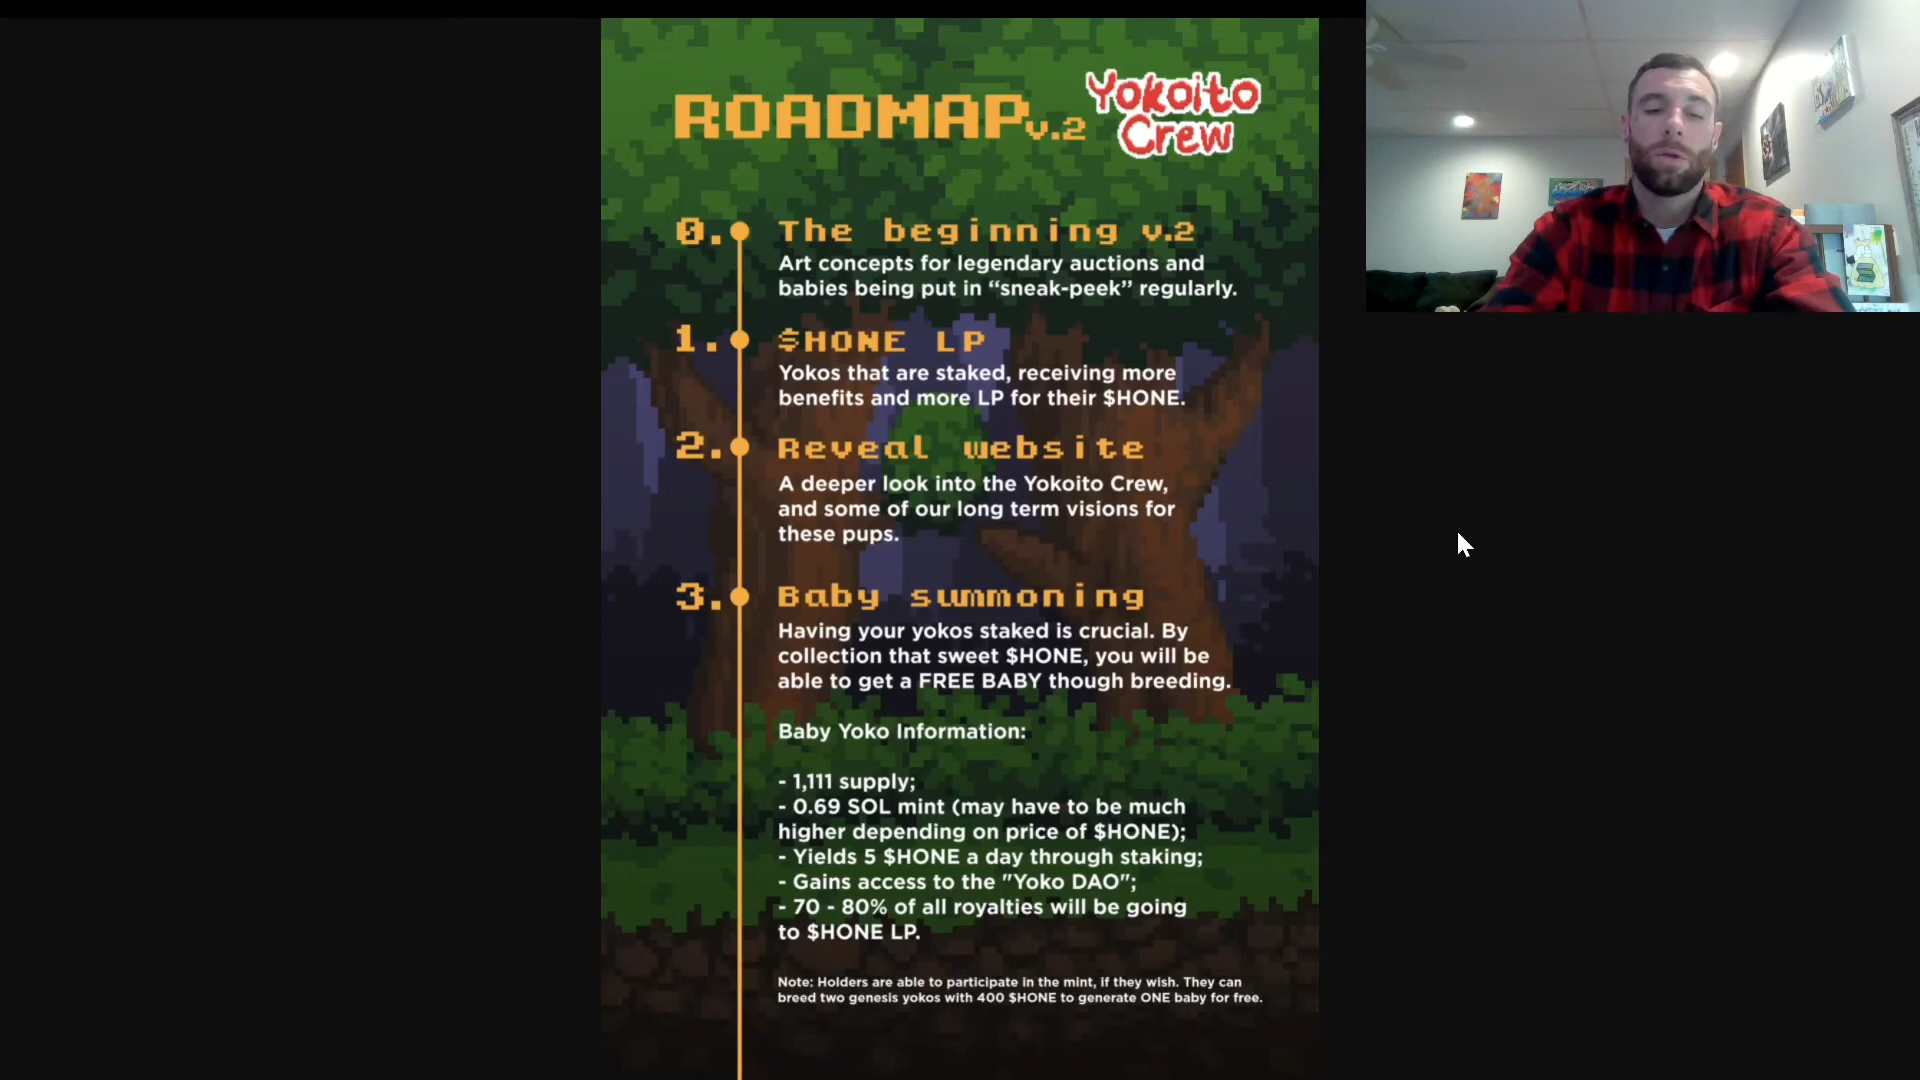 ROADMAP v.2
Yokoito
Crew
0. The beginning v.2
Art concepts for legendary auctions and
babies being put in “sneak-peek” regularly.
1. $HONE LP
Yokos that are staked, receiving more
benefits and more LP for their $HONE.
2. Reveal website
A deeper look into the Yokoito Crew,
and some of our long term visions for
these pups.
3. Baby summoning
Having your yokos staked is crucial. By
collection that sweet $HONE, you will be
able to get a FREE BABY though breeding.
Baby Yoko Information:
- 1,111 supply;
- 0.69 SOL mint (may have to be much
higher depending on price of $HONE);
- Yields 5 $HONE a day through staking;
- Gains access to the "Yoko DAO";
- 70 - 80% of all royalties will be going
to $HONE LP.
Note: Holders are able to participate in the mint, if they wish. They can
breed two genesis yokos with 400 $HONE to generate ONE baby for free.